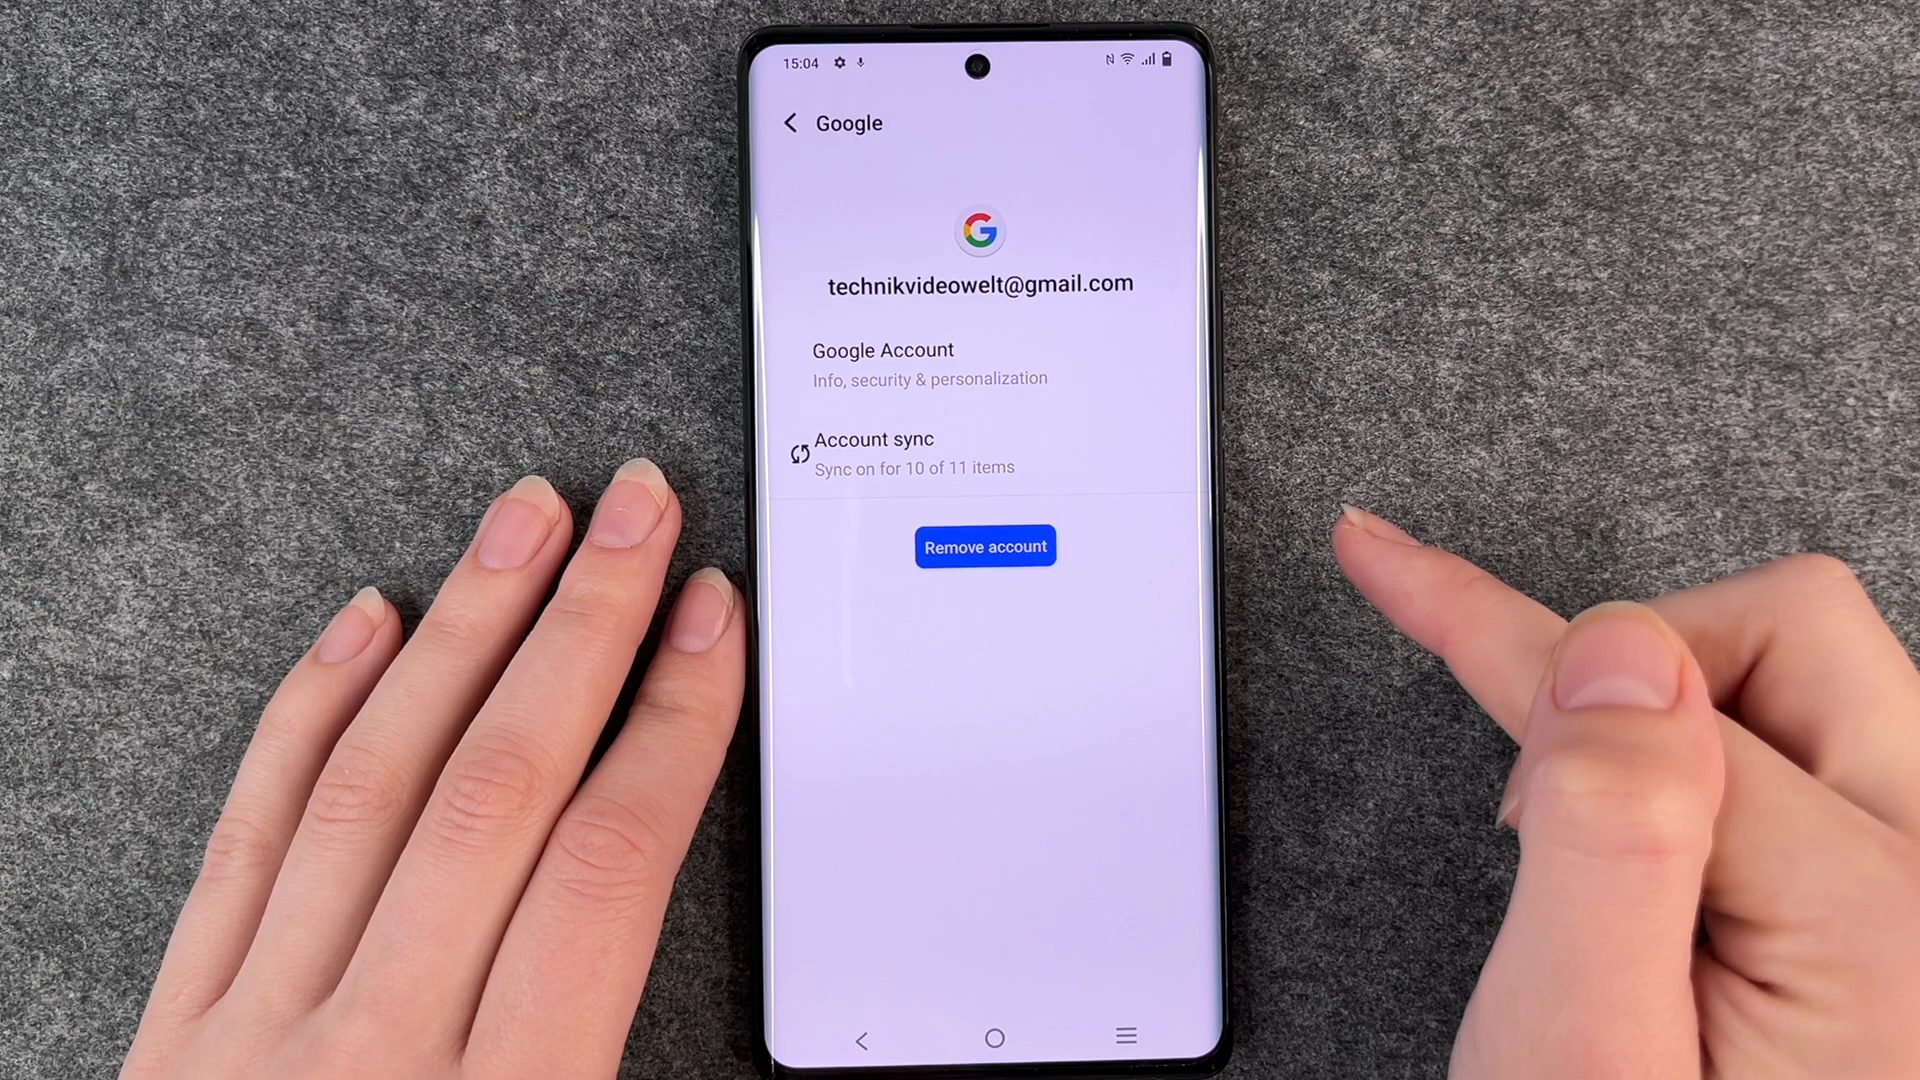 15:04
Google
technikvideowelt@gmail.com
Google Account
Info, security & personalization
Account sync
Sync on for 10 of 11 items
Remove account